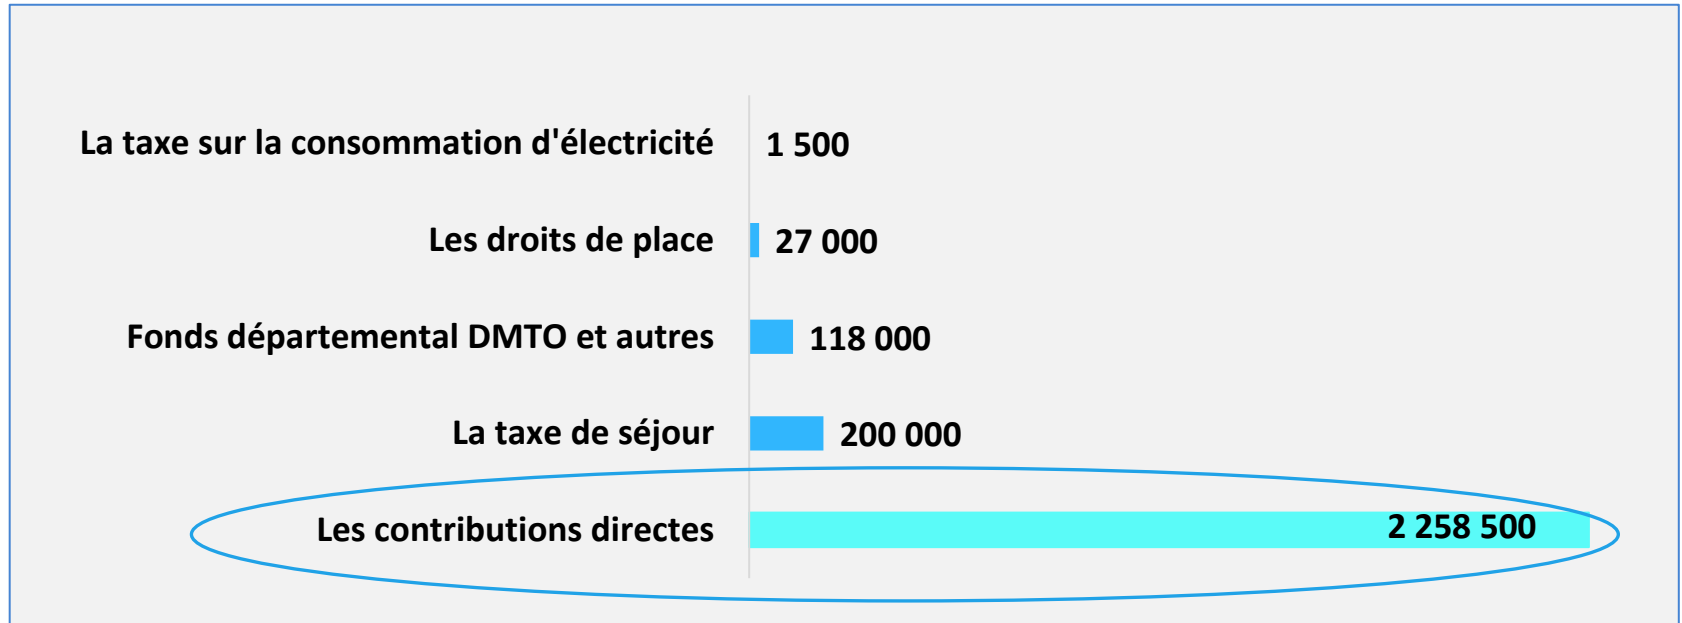 La taxe sur la consommation d'électricité 1 500
Les droits de place 27 000
Fonds départemental DMTO et autres 118 000
La taxe de séjour 200 000
Les contributions directes 2 258 500